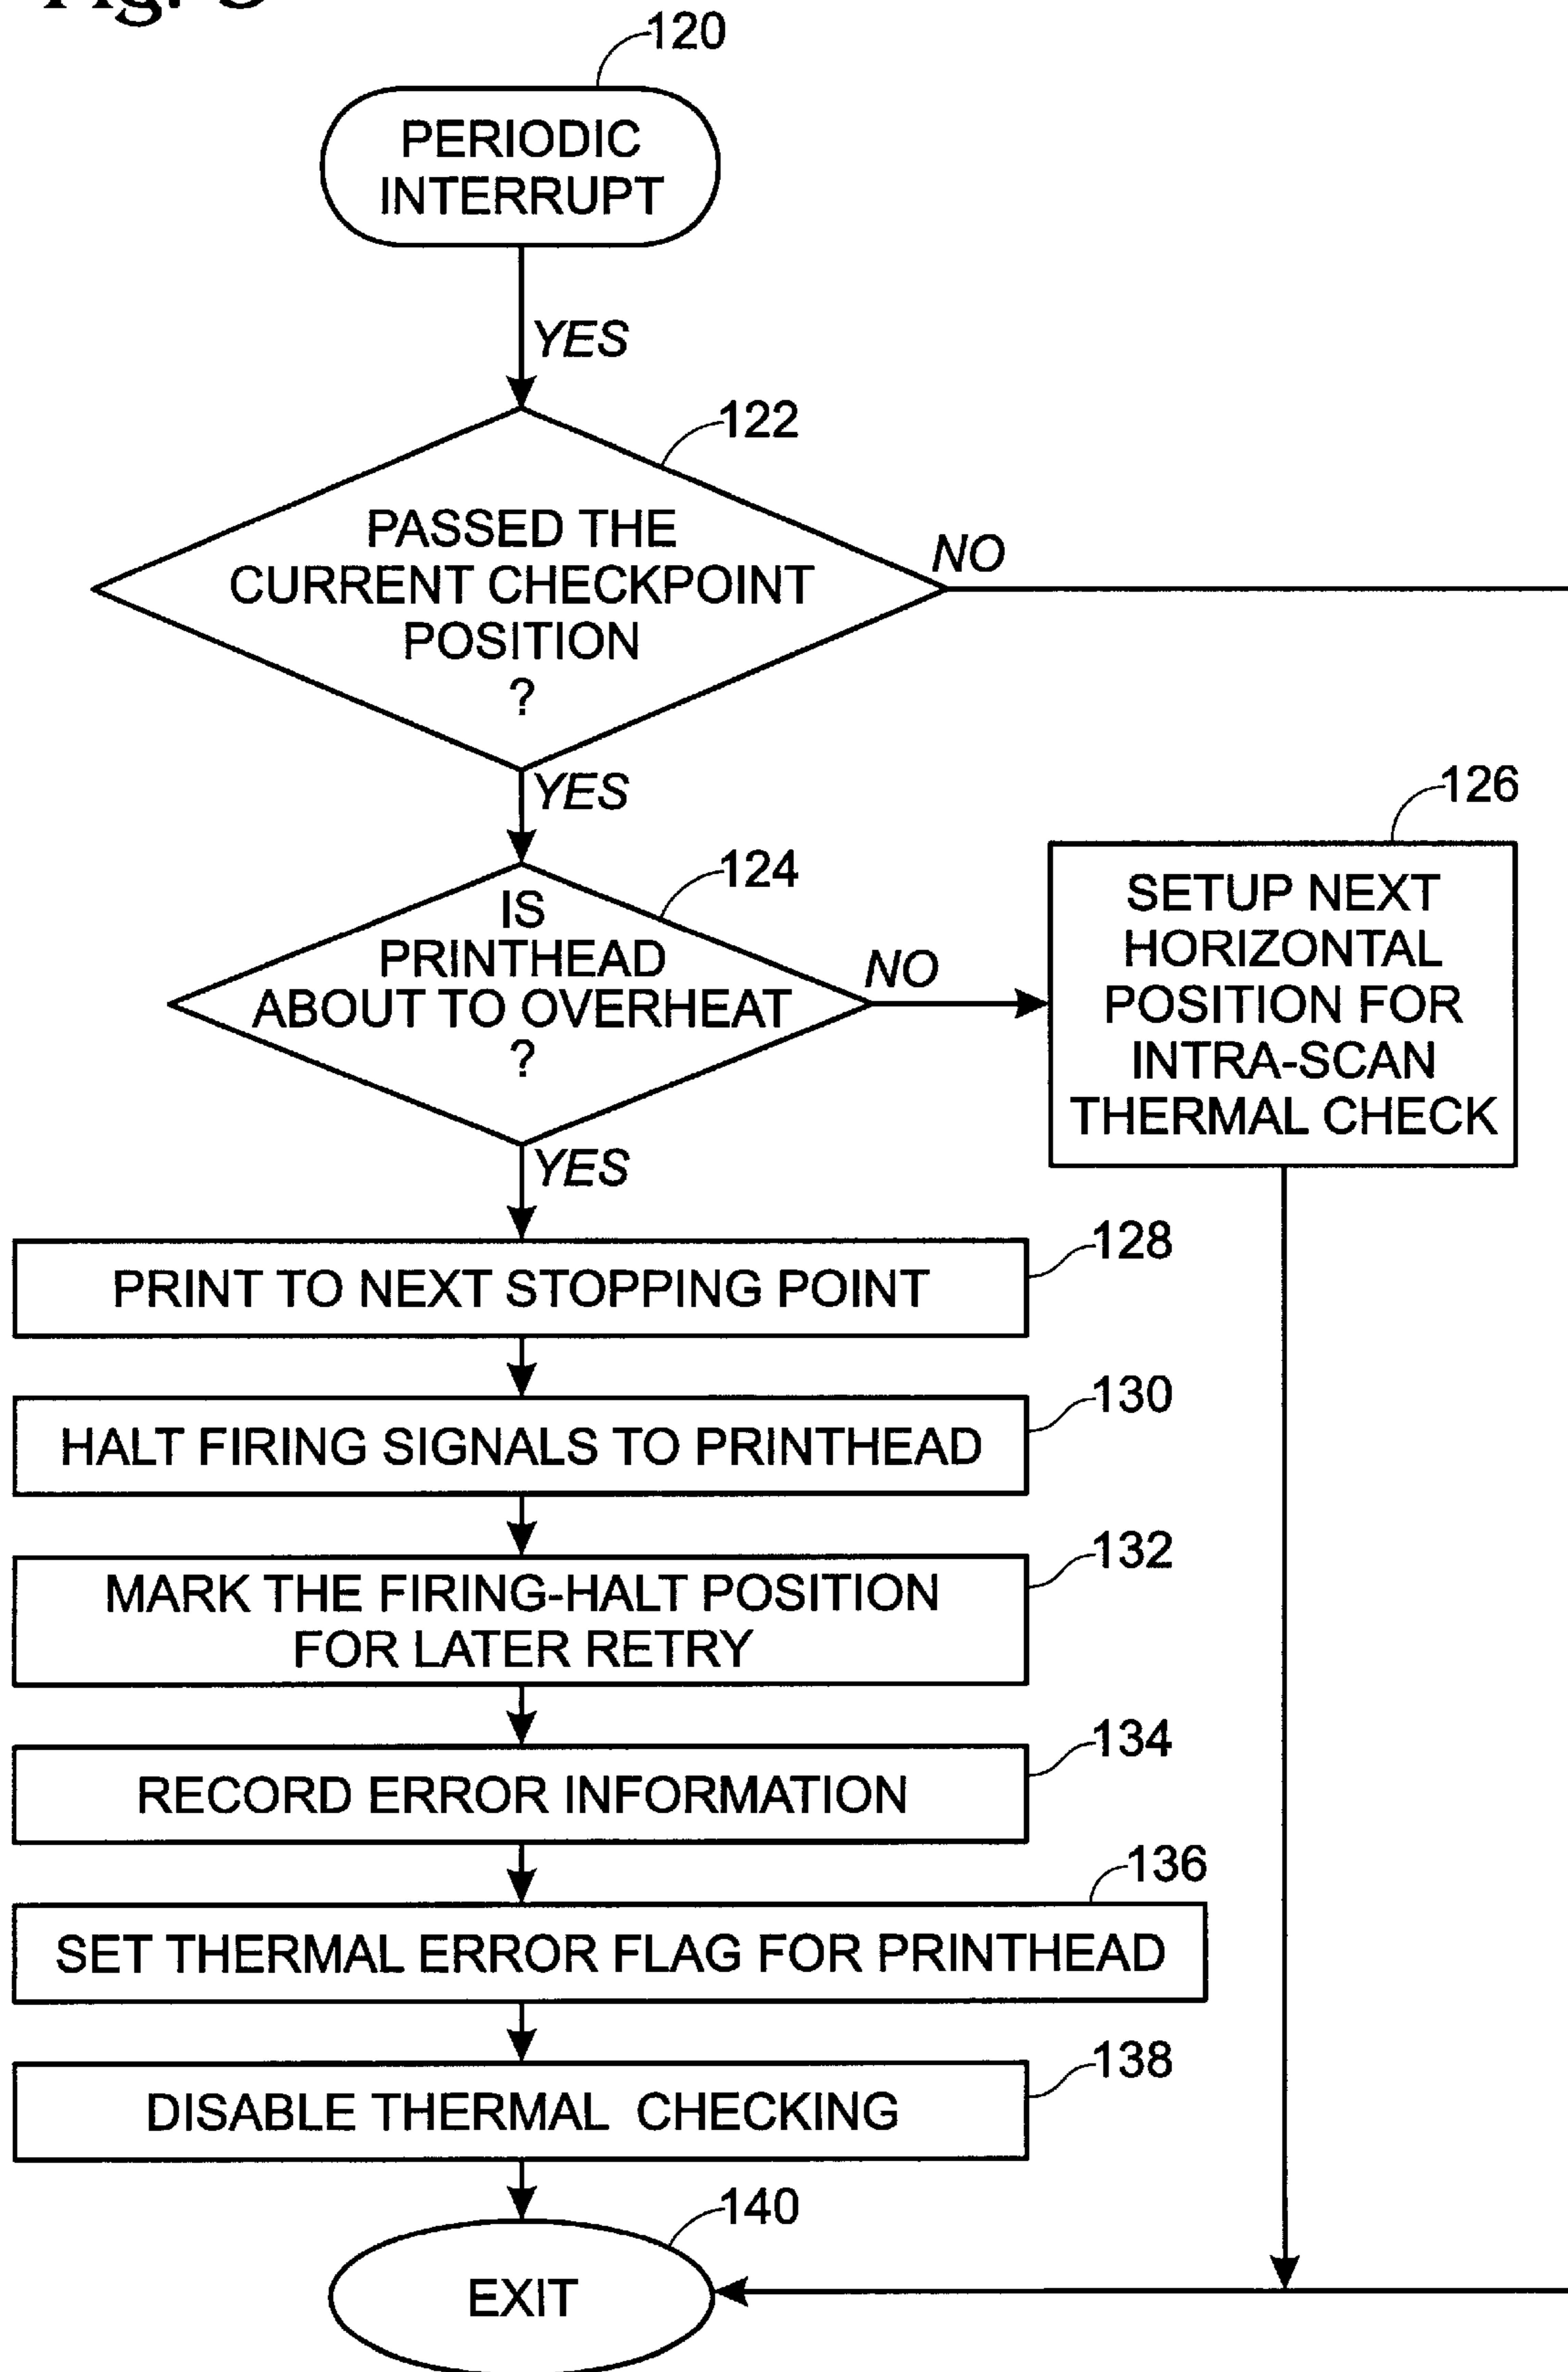 120
PERIODIC
INTERRUPT
YES
122
PASSED THE
CURRENT CHECKPOINT
POSITION
?
NO
YES
124
IS
PRINTHEAD
ABOUT TO OVERHEAT
?
NO
126
SETUP NEXT
HORIZONTAL
POSITION FOR
INTRA-SCAN
THERMAL CHECK
YES
128
PRINT TO NEXT STOPPING POINT
130
HALT FIRING SIGNALS TO PRINTHEAD
132
MARK THE FIRING-HALT POSITION
FOR LATER RETRY
134
RECORD ERROR INFORMATION
136
SET THERMAL ERROR FLAG FOR PRINTHEAD
138
DISABLE THERMAL CHECKING
140
EXIT